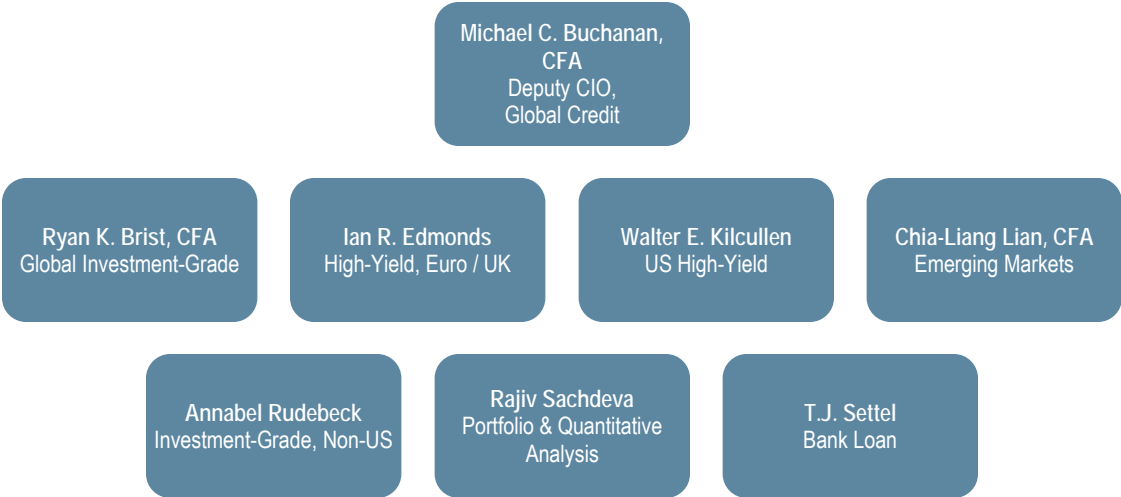 Michael C. Buchanan,
CFA
Deputy CIO,
Global Credit
Ryan K. Brist, CFA
Global Investment-Grade
Ian R. Edmonds
High-Yield, Euro / UK
Walter E. Kilcullen
US High-Yield
Chia-Liang Lian, CFA
Emerging Markets
Annabel Rudebeck
Investment-Grade, Non-US
Rajiv Sachdeva
Portfolio & Quantitative
Analysis
T.J. Settel
Bank Loan